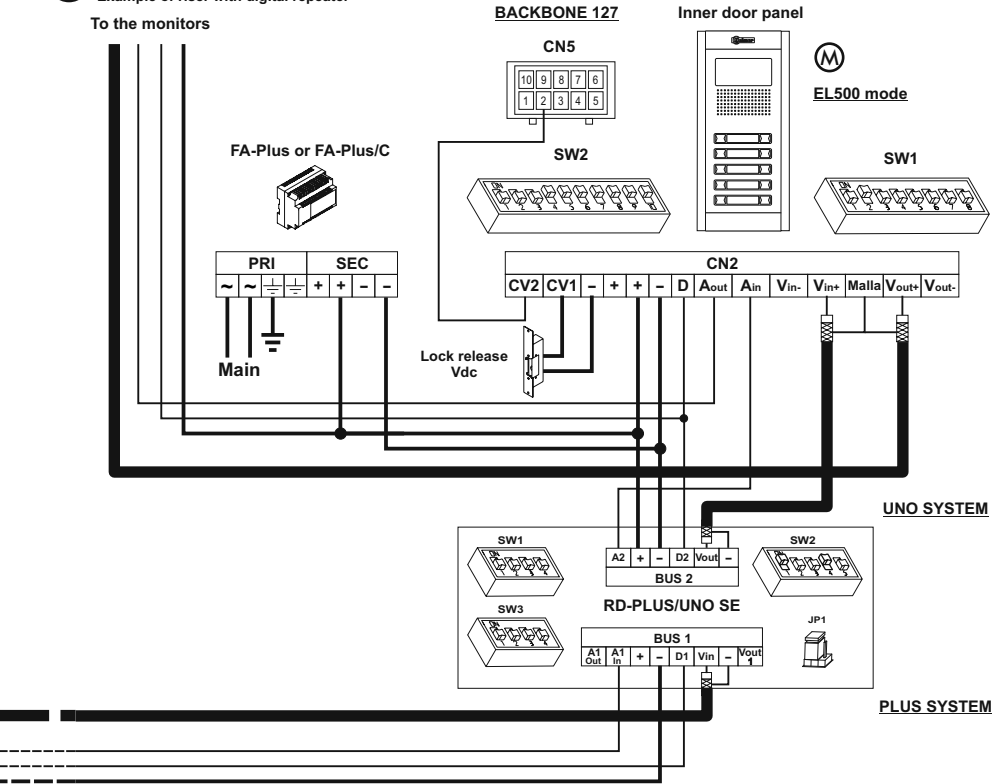 Example of riser with digital repeater
To the monitors
BACKBONE 127
Inner door panel
CN5
10 9 8 7 6
1 2 3 4 5
M
EL500 mode
FA-Plus or FA-Plus/C
SW2
SW1
PRI SEC
~ ~ + + – –
Main
CN2
CV2 CV1 – + + – D Aout Ain Vin- Vin+ Malla Vout+ Vout-
Lock release
Vdc
UNO SYSTEM
SW1
SW2
A2 + – D2 Vout –
BUS 2
RD-PLUS/UNO SE
SW3
JP1
BUS 1
A1 Out A1 In + – D1 Vin – Vout 1
PLUS SYSTEM